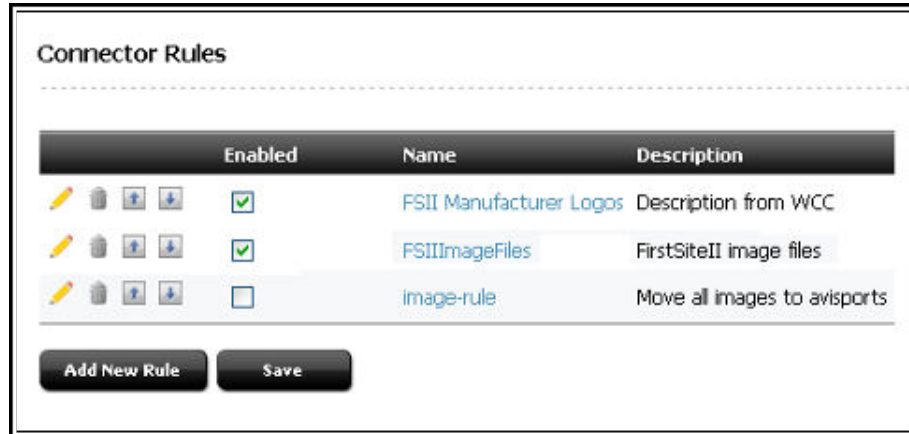 Connector Rules
Enabled Name Description
FSII Manufacturer Logos Description from WCC
FSIIImageFiles FirstSiteII image files
image-rule Move all images to avisports
Add New Rule Save